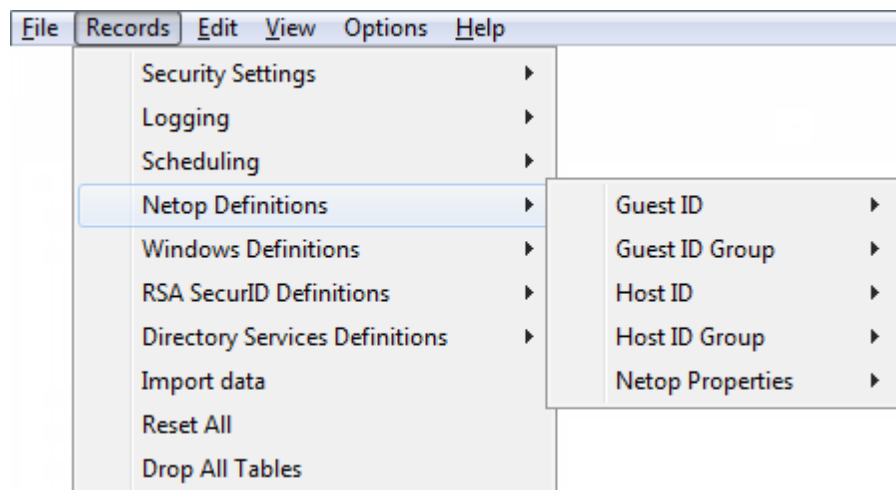 File Records Edit View Options Help
Security Settings
Logging
Scheduling
Netop Definitions
Windows Definitions
RSA SecurID Definitions
Directory Services Definitions
Import data
Reset All
Drop All Tables
Guest ID
Guest ID Group
Host ID
Host ID Group
Netop Properties